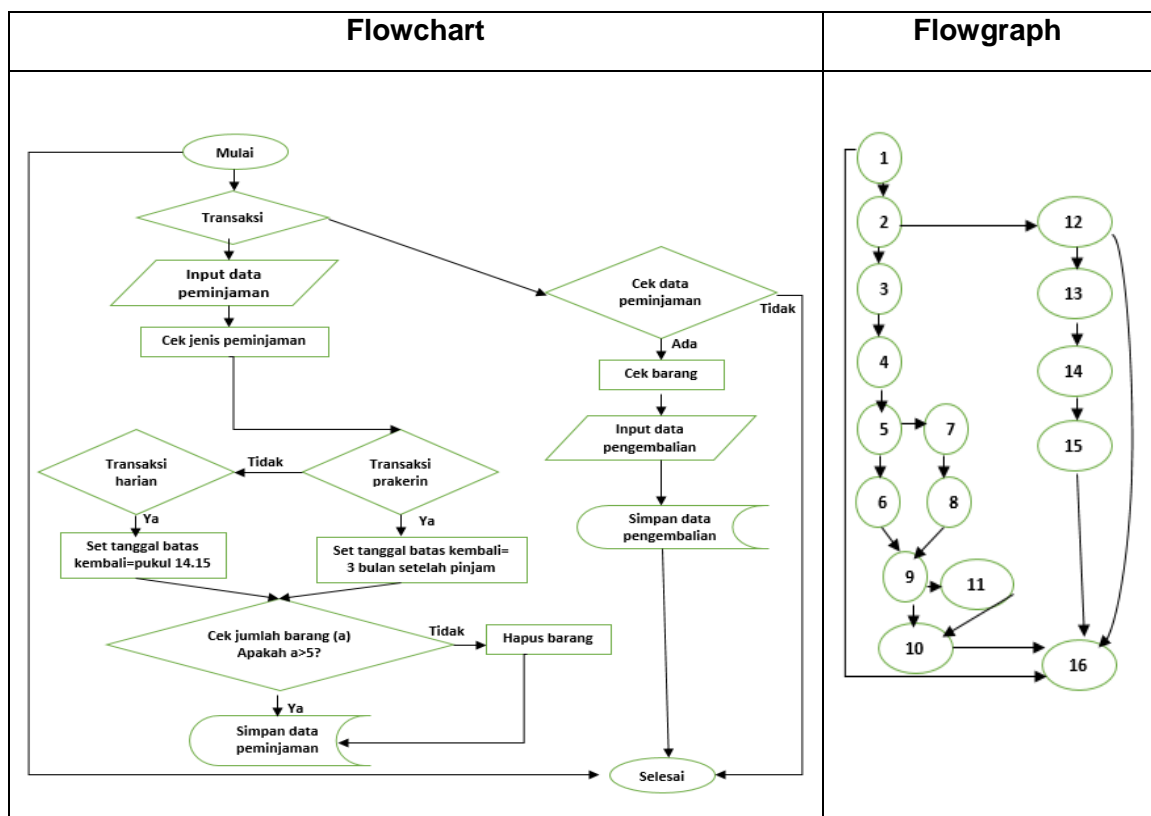 Flowchart
Flowgraph
Mulai
Transaksi
Input data
peminjaman
Cek jenis peminjaman
Cek data
peminjaman
Tidak
Ada
Cek barang
Input data
pengembalian
Simpan data
pengembalian
Transaksi
harian
Tidak
Transaksi
prakerin
Ya
Ya
Set tanggal batas
kembali=pukul 14.15
Set tanggal batas kembali=
3 bulan setelah pinjam
Cek jumlah barang (a)
Apakah a>5?
Tidak
Hapus barang
Ya
Simpan data
peminjaman
Selesai
1
2
12
3
13
4
14
5
7
15
6
8
9
11
10
16